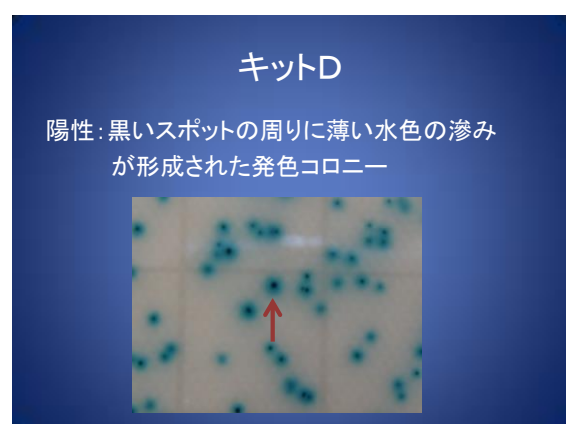 キットD
陽性：黒いスポットの周りに薄い水色の滲み
が形成された発色コロニー